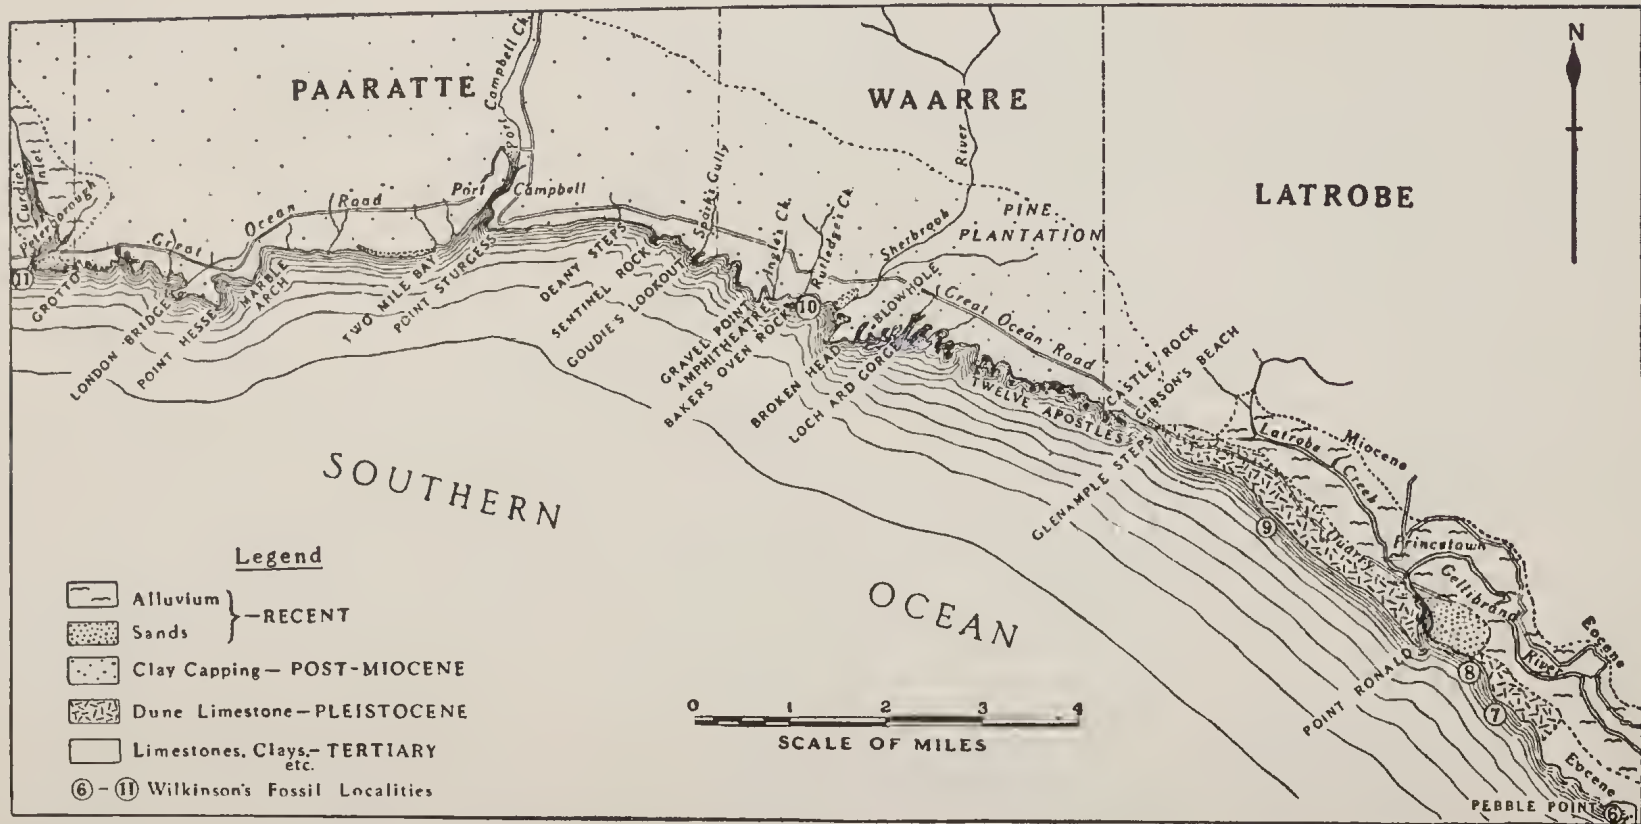 PAARATTE
WAARRE
LATROBE
N
Port Campbell Ck.
Curdie's
Inlet
Peterborough
Great Ocean Road
Port Campbell
Spark's Gully
Ingle's Ck.
Rutledge's Ck.
Sherbrook River
PINE
PLANTATION
Great Ocean Road
11
GROTTO
LONDON BRIDGE
POINT HESSE
MARBLE
ARCH
TWO MILE BAY
POINT STURGESS
DEANY STEPS
SENTINEL ROCK
GOUDIE'S LOOKOUT
GRAVEL POINT
AMPHITHEATRE
BAKERS OVEN ROCK
10
BROKEN HEAD
BLOWHOLE
LOCH ARD GORGE
TWELVE APOSTLES
CASTLE ROCK
GIBSON'S BEACH
GLENAMPLE STEPS
Latrobe Creek
Miocene
9
Quarry
Princetown
Gellibrand River
Eocene
POINT RONALD
8
7
Eocene
PEBBLE POINT
6
SOUTHERN
OCEAN
Legend
Alluvium
Sands
—RECENT
Clay Capping — POST-MIOCENE
Dune Limestone — PLEISTOCENE
Limestones, Clays, — TERTIARY
etc.
⑥ - ⑪ Wilkinson's Fossil Localities
0 1 2 3 4
SCALE OF MILES